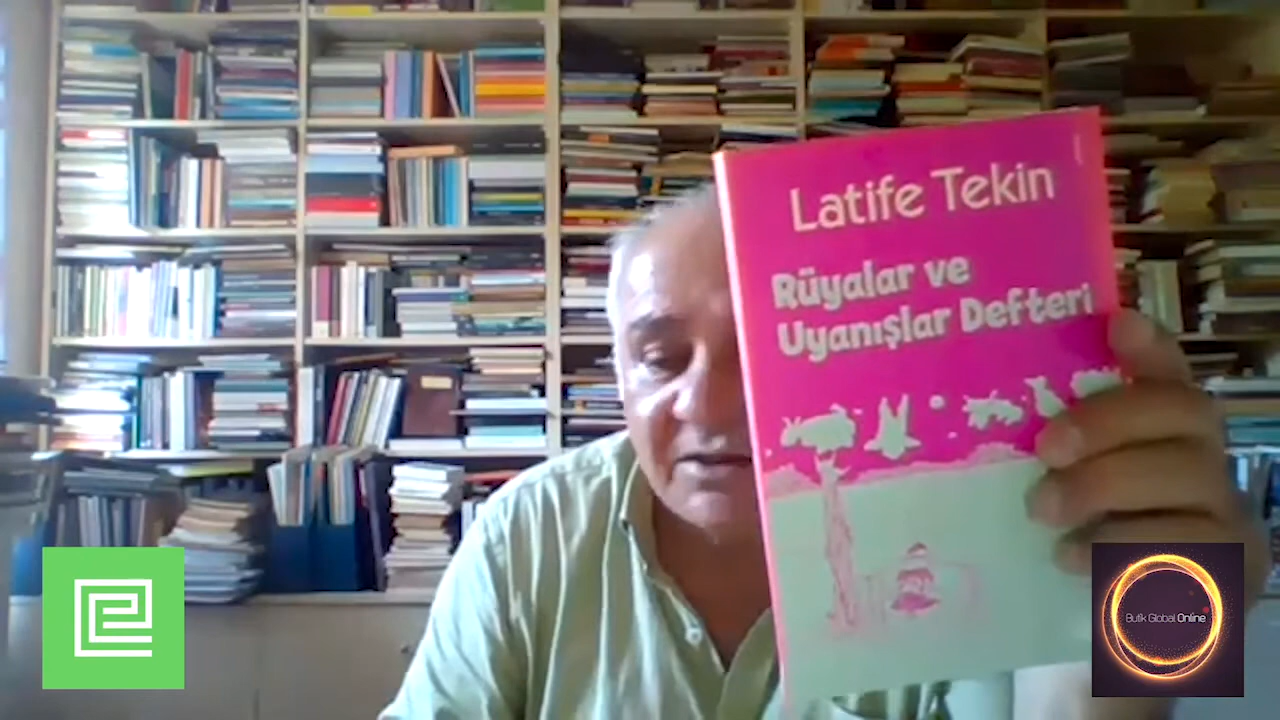 Latife Tekin
Rüyalar ve
Uyanışlar Defteri
Butik Global Online